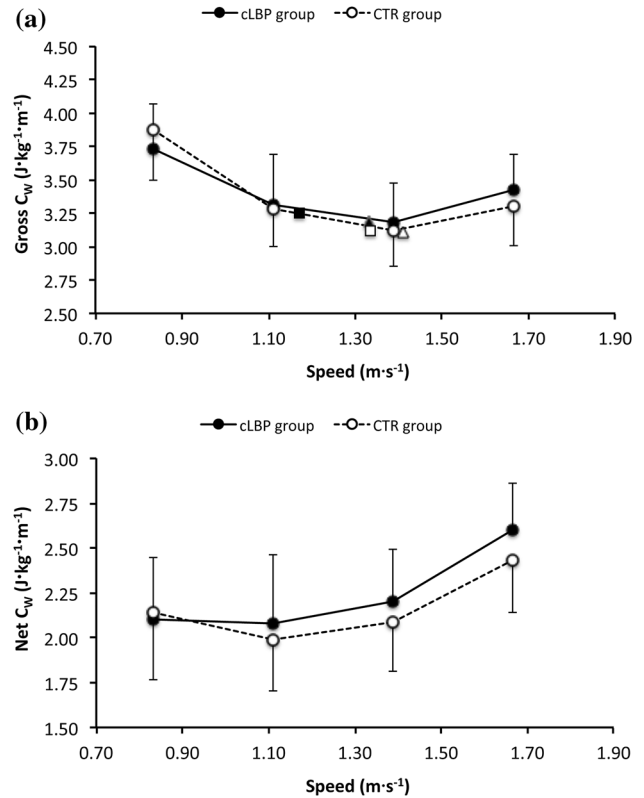 (a)
cLBP group CTR group
4.50
4.25
4.00
3.75
3.50
3.25
3.00
2.75
2.50
Gross Cw (J·kg-1·m-1)
0.70 0.90 1.10 1.30 1.50 1.70 1.90
Speed (m·s-1)
(b)
cLBP group CTR group
3.00
2.75
2.50
2.25
2.00
1.75
1.50
Net Cw (J·kg-1·m-1)
0.70 0.90 1.10 1.30 1.50 1.70 1.90
Speed (m·s-1)